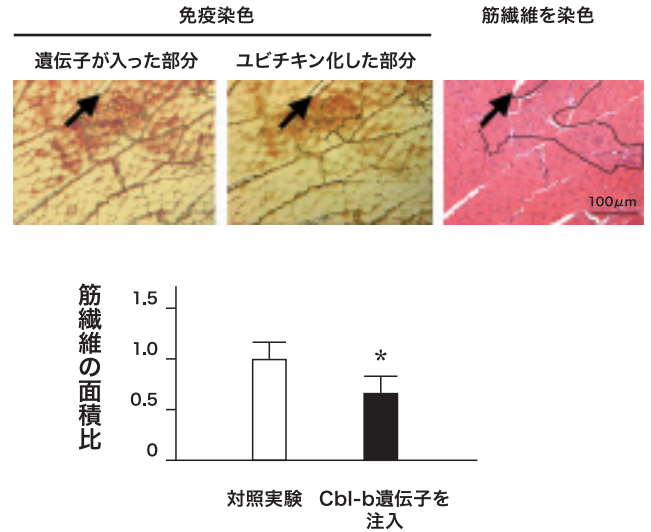 免疫染色
筋繊維を染色
遺伝子が入った部分
ユビチキン化した部分
100μm
筋繊維の面積比
1.5
1.0
0.5
0
*
対照実験
Cbl-b遺伝子を
注入